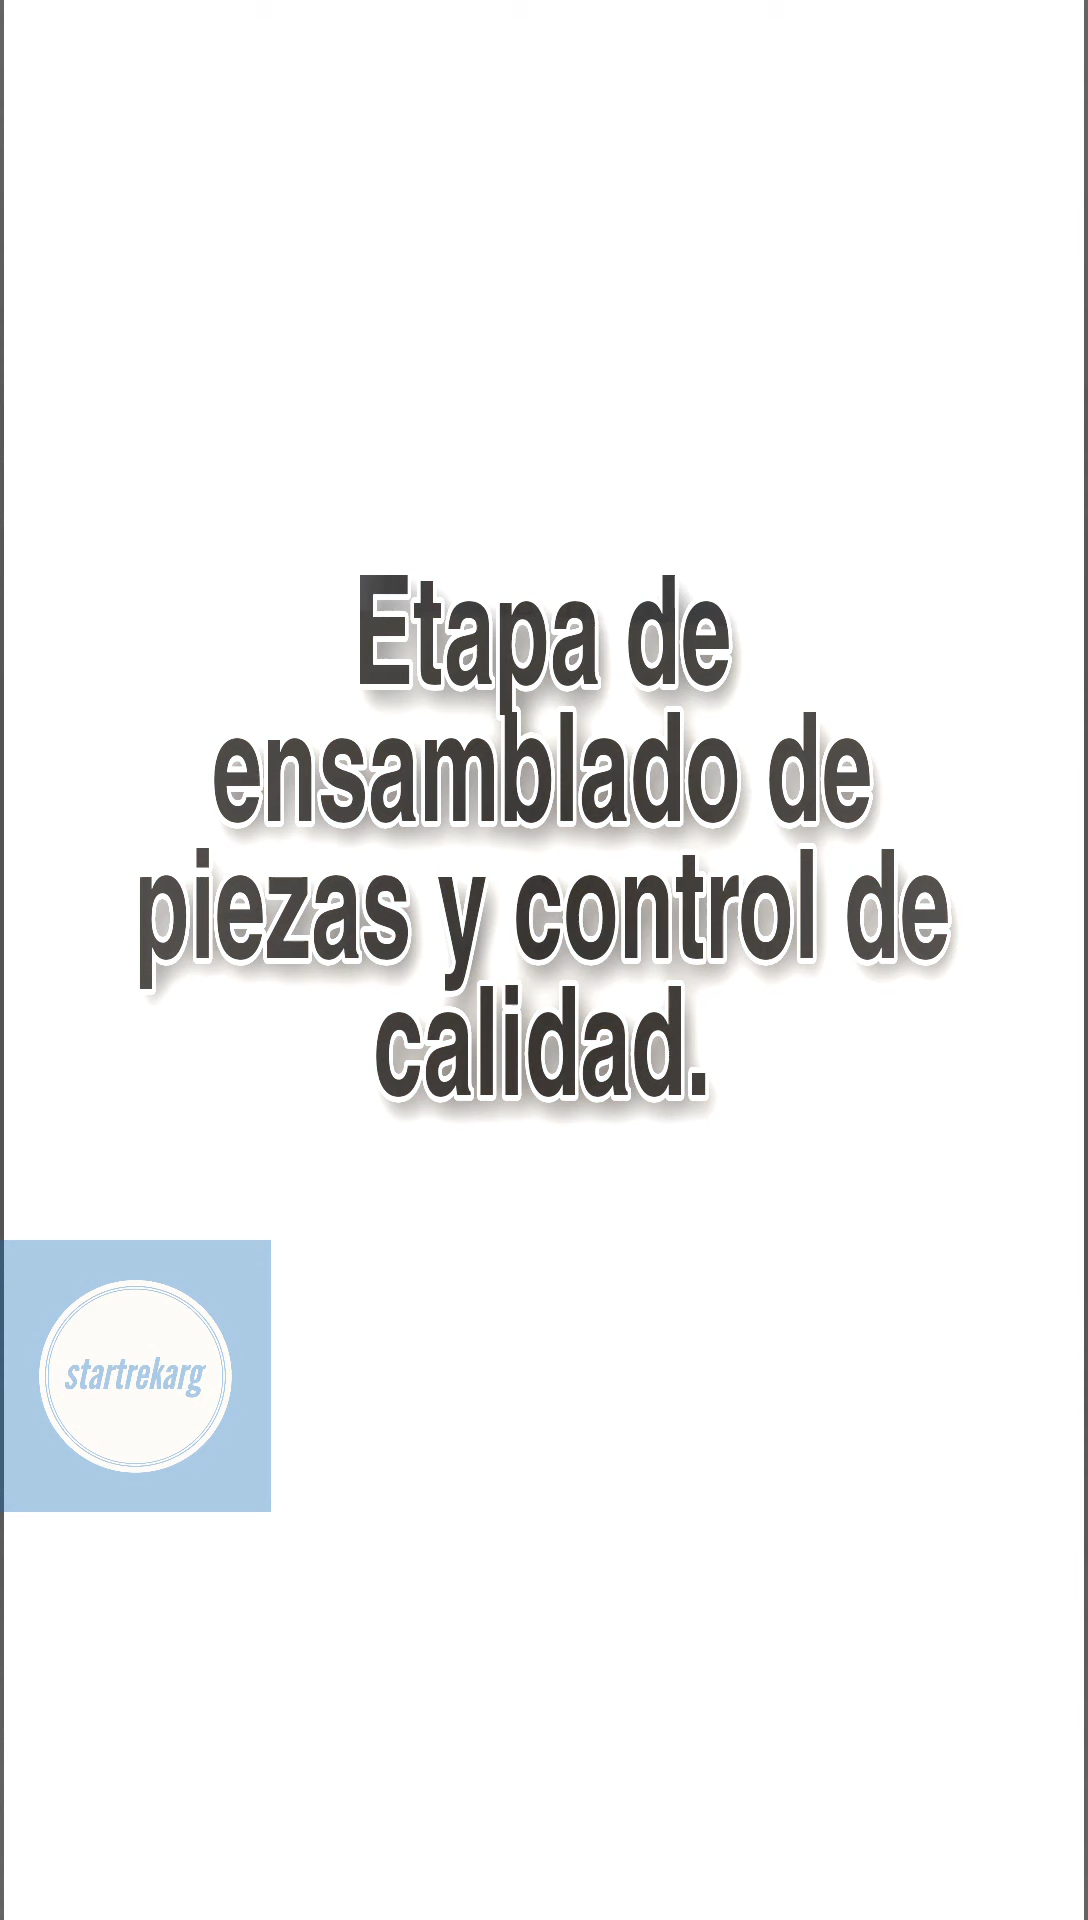 Etapa de
ensamblado de
piezas y control de
calidad.
startrekarg